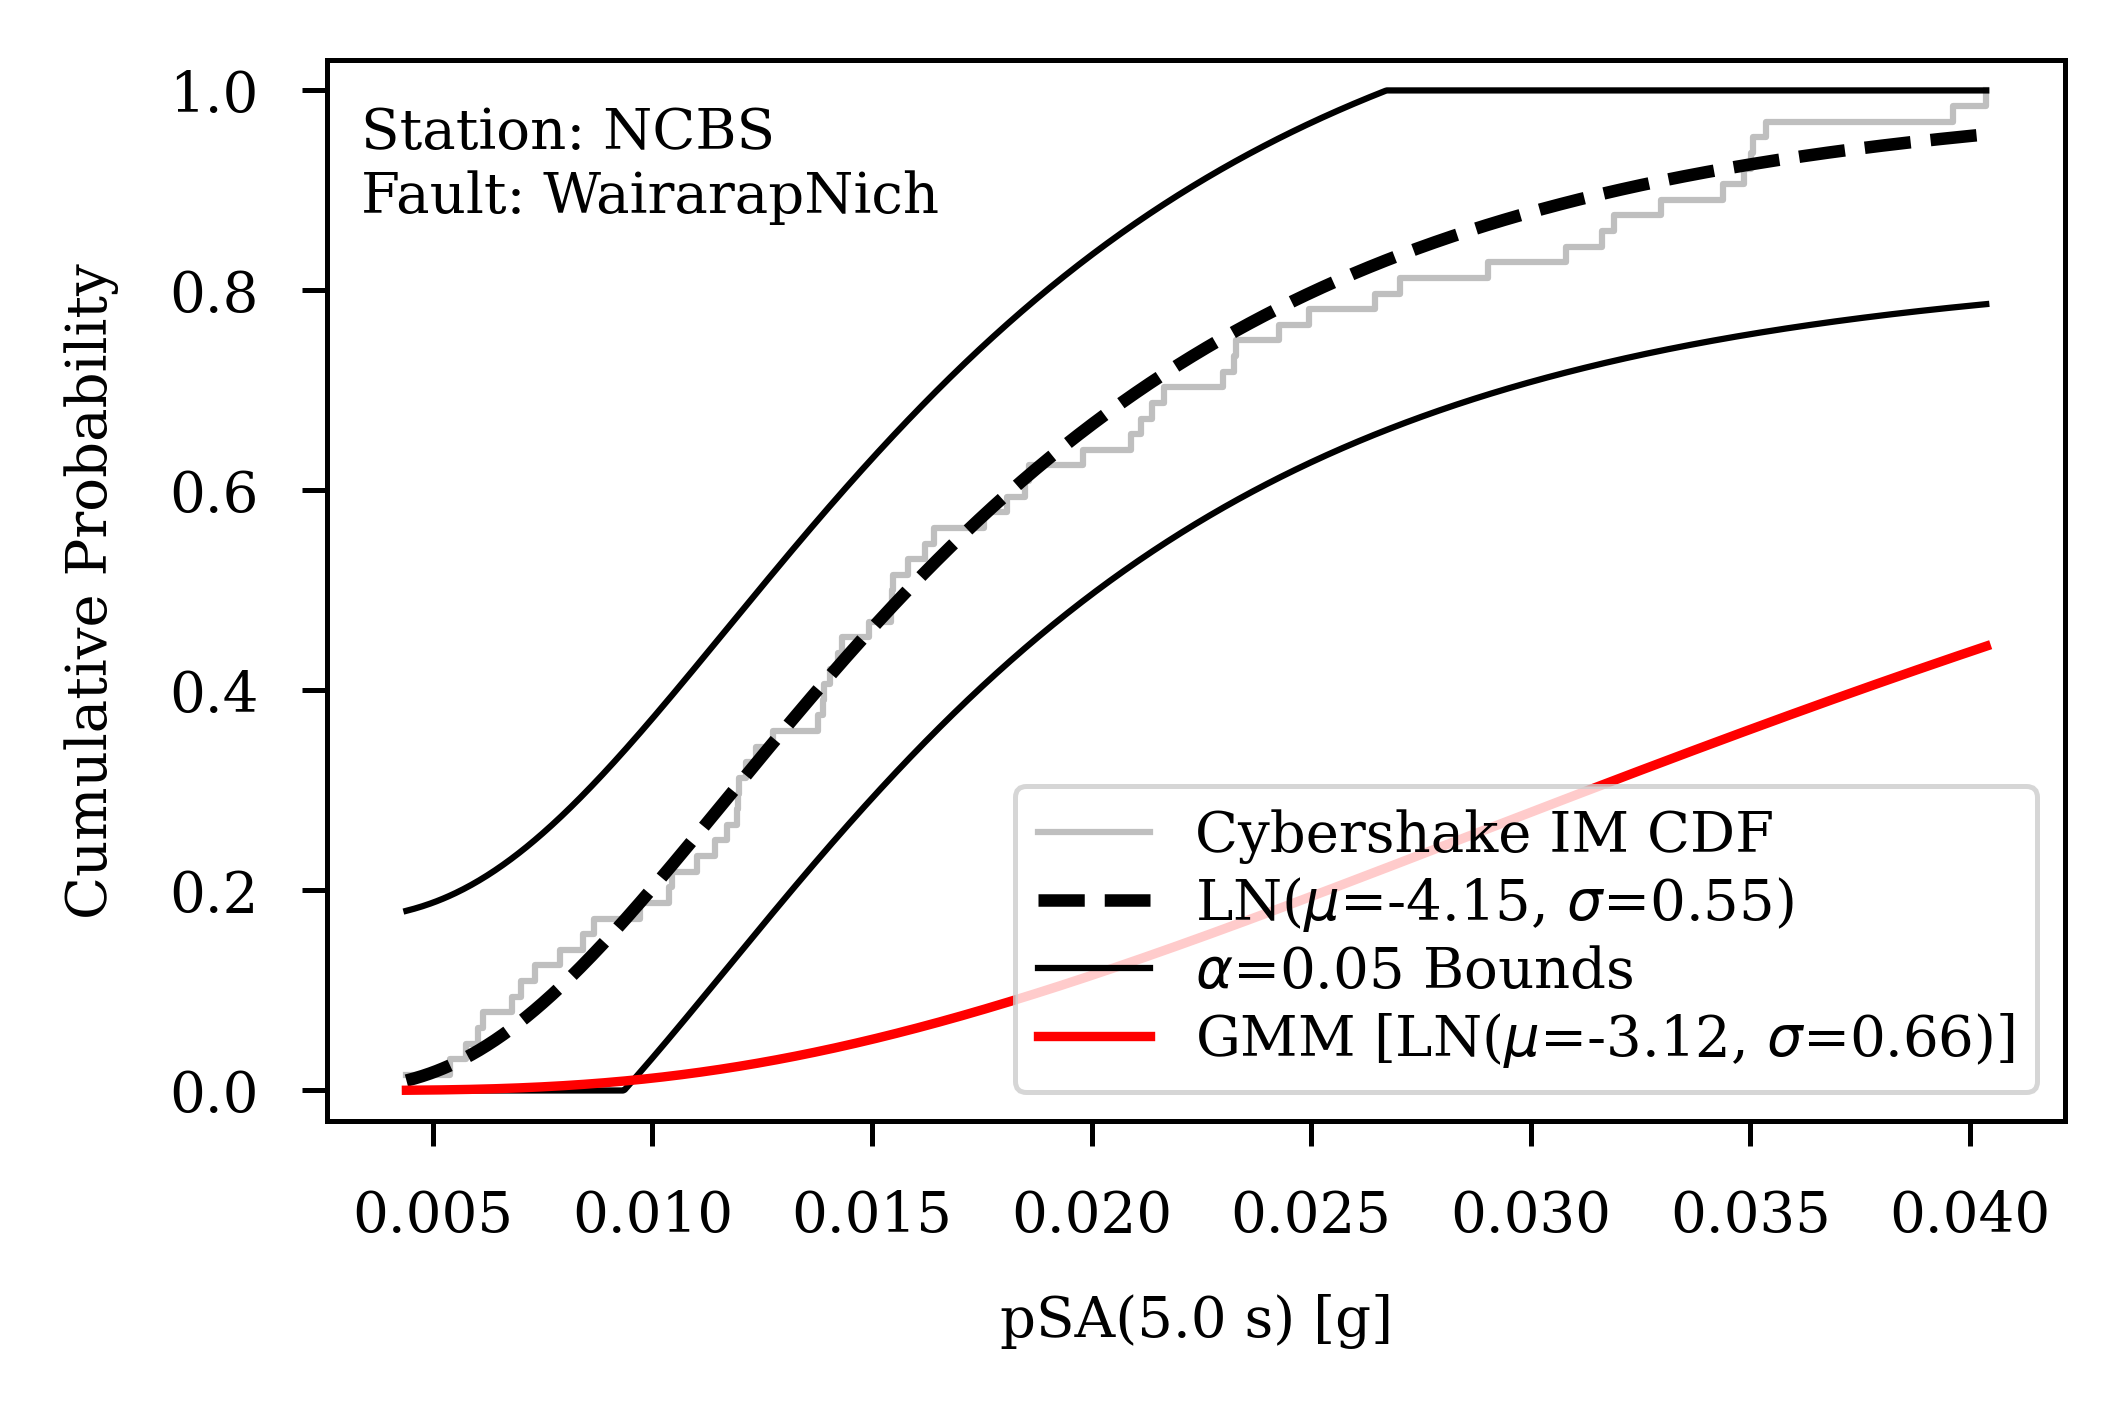 Station: NCBS
Fault: WairarapNich
Cumulative Probability
1.0
0.8
0.6
0.4
0.2
0.0
Cybershake IM CDF
LN(μ=-4.15, σ=0.55)
α=0.05 Bounds
GMM [LN(μ=-3.12, σ=0.66)]
0.005 0.010 0.015 0.020 0.025 0.030 0.035 0.040
pSA(5.0 s) [g]